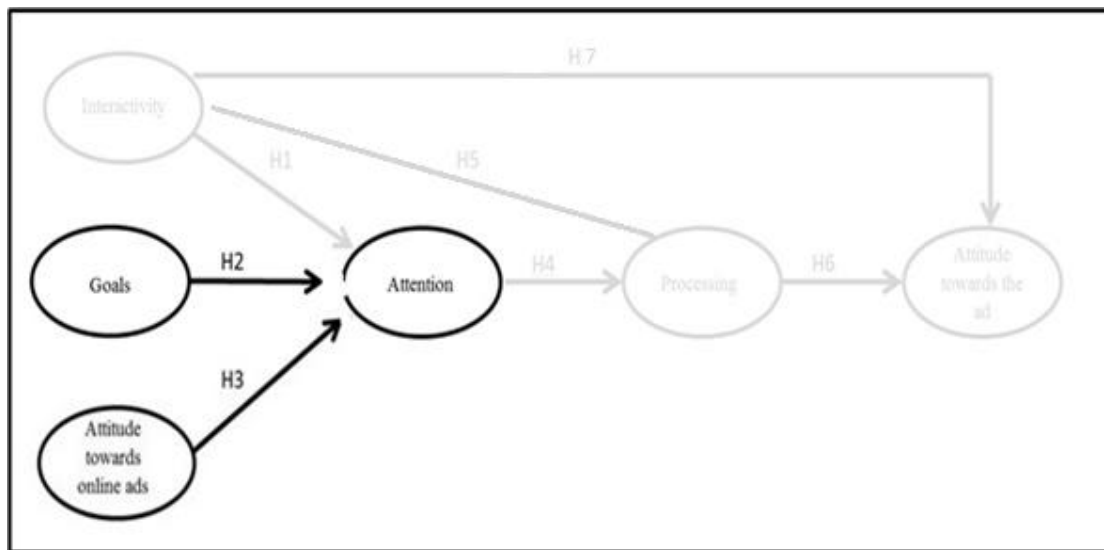 H 7
Interactivity
H1
H5
Goals
H2
Attention
H4
Processing
H6
Attitude
towards the
ad
H3
Attitude
towards
online ads